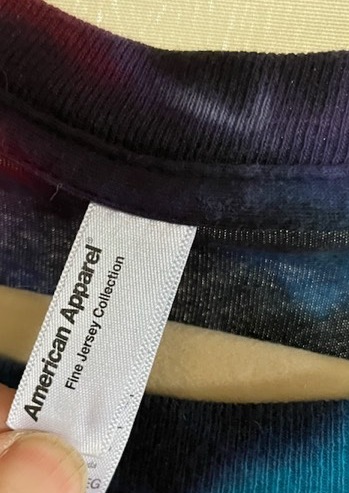 American Apparel®
Fine Jersey Collection